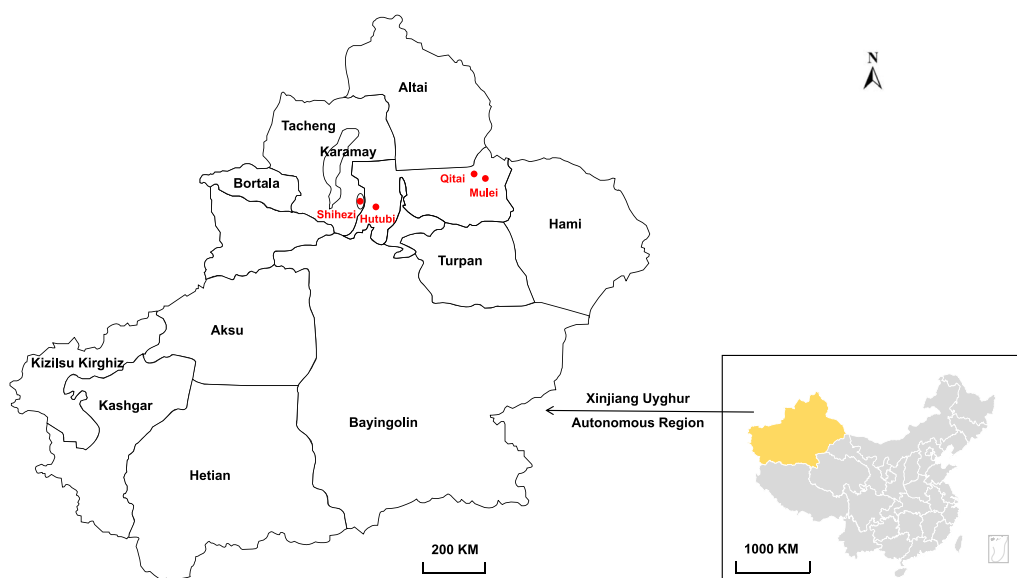 N
Altai
Tacheng
Karamay
Bortala
Qitai
Mulei
Shihezi
Hutubi
Hami
Turpan
Aksu
Kizilsu Kirghiz
Kashgar
Bayingolin
Hetian
Xinjiang Uyghur
Autonomous Region
200 KM
1000 KM